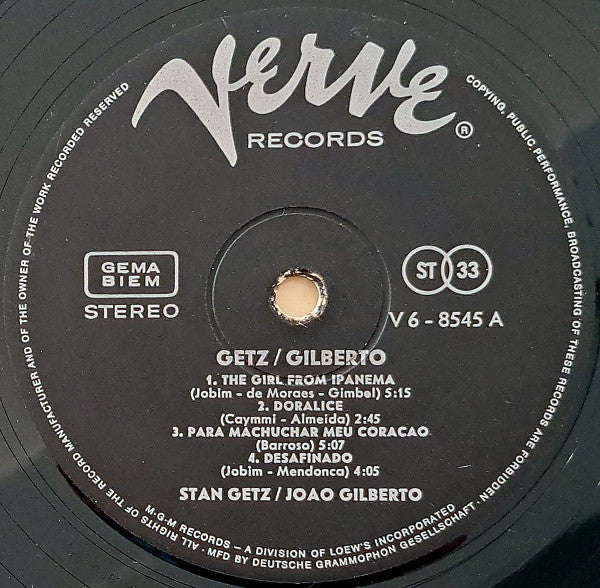 Verve ®
RECORDS
GEMA
BIEM
STEREO
ST 33
V 6 - 8545 A
GETZ / GILBERTO
1. THE GIRL FROM IPANEMA
(Jobim - de Moraes - Gimbel) 5:15
2. DORALICE
(Caymmi - Almeida) 2:45
3. PARA MACHUCHAR MEU CORACAO
(Barroso) 5:07
4. DESAFINADO
(Jobim - Mendonca) 4:05
STAN GETZ / JOAO GILBERTO
M·G·M RECORDS – A DIVISION OF LOEW'S INCORPORATED
ALL RIGHTS OF THE RECORD MANUFACTURER AND OF THE OWNER OF THE WORK RECORDED RESERVED
COPYING, PUBLIC PERFORMANCE, BROADCASTING OF THESE RECORDS ARE FORBIDDEN · MFD BY DEUTSCHE GRAMMOPHON GESELLSCHAFT ·